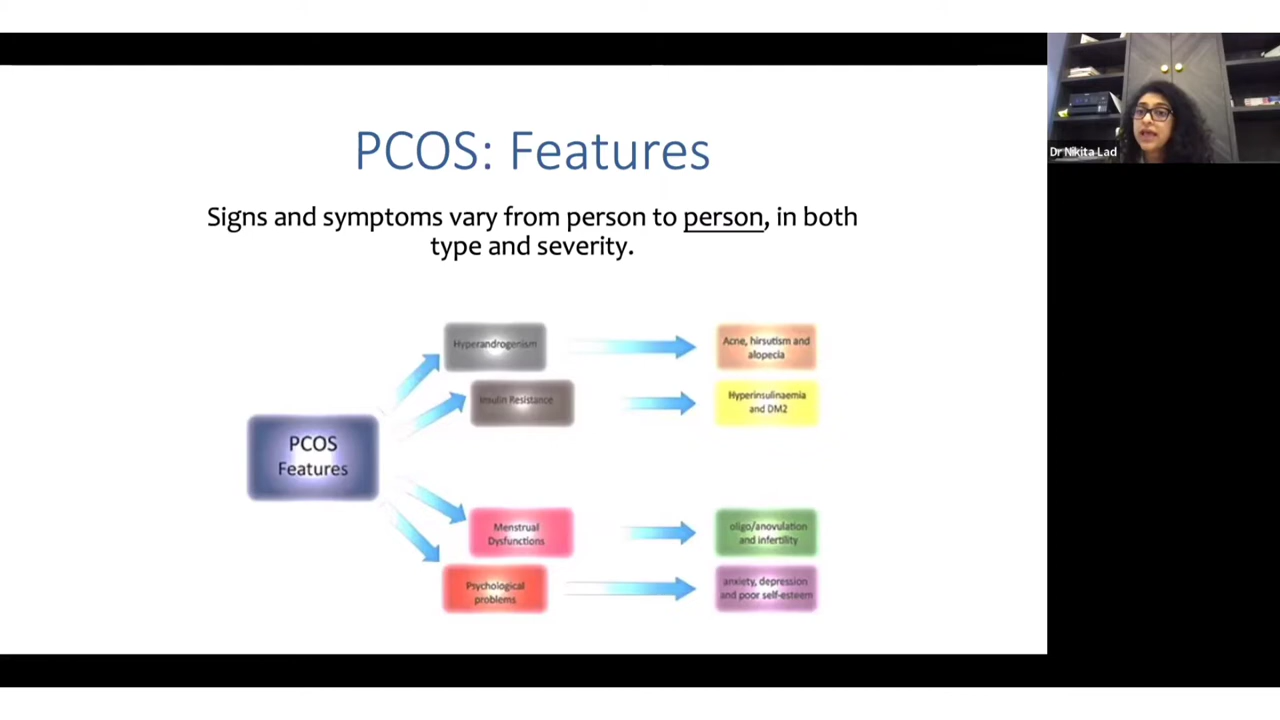 PCOS: Features
Signs and symptoms vary from person to person, in both
type and severity.
Hyperandrogenism
Acne, hirsutism and
alopecia
Insulin Resistance
Hyperinsulinaemia
and DM2
PCOS
Features
Menstrual
Dysfunctions
oligo/anovulation
and infertility
Psychological
problems
anxiety, depression
and poor self-esteem
Dr Nikita Lad